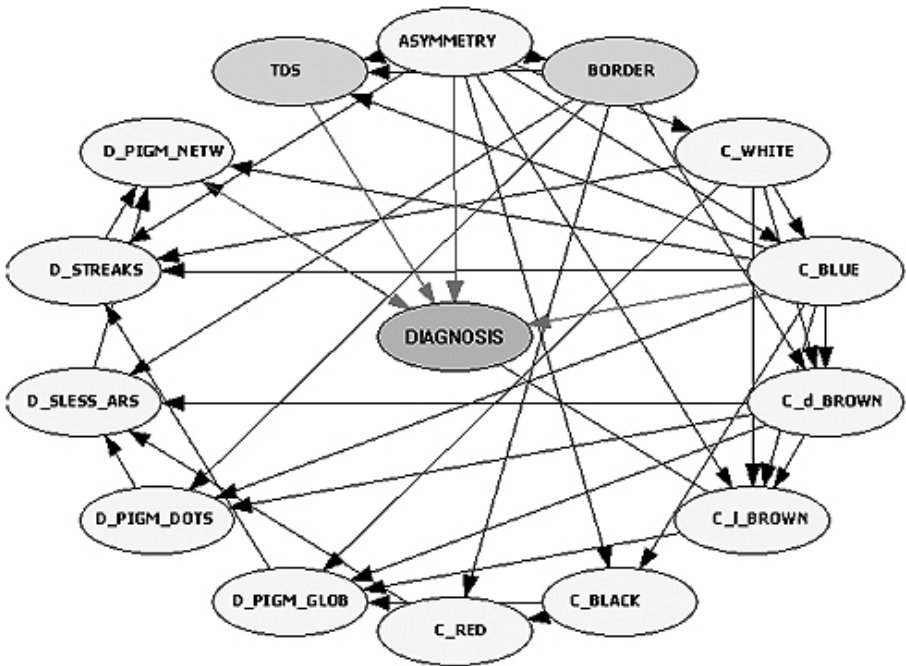 ASYMMETRY
TDS
BORDER
D_PIGM_NETW
C_WHITE
D_STREAKS
C_BLUE
DIAGNOSIS
D_SLESS_ARS
C_d_BROWN
D_PIGM_DOTS
C_l_BROWN
D_PIGM_GLOB
C_BLACK
C_RED